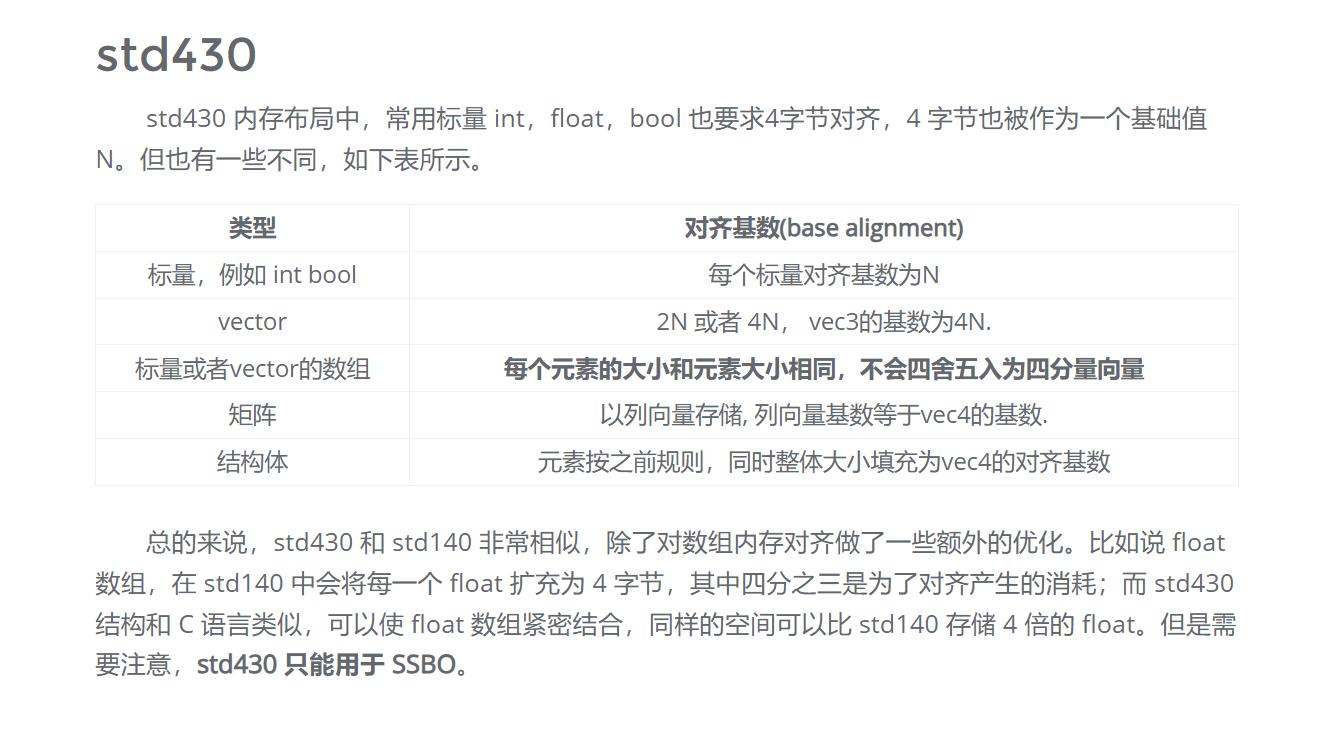 std430
std430 内存布局中，常用标量 int，float，bool 也要求4字节对齐，4 字节也被作为一个基础值
N。但也有一些不同，如下表所示。
类型 对齐基数(base alignment)
标量，例如 int bool 每个标量对齐基数为N
vector 2N 或者 4N， vec3的基数为4N.
标量或者vector的数组 每个元素的大小和元素大小相同，不会四舍五入为四分量向量
矩阵 以列向量存储, 列向量基数等于vec4的基数.
结构体 元素按之前规则，同时整体大小填充为vec4的对齐基数
总的来说，std430 和 std140 非常相似，除了对数组内存对齐做了一些额外的优化。比如说 float
数组，在 std140 中会将每一个 float 扩充为 4 字节，其中四分之三是为了对齐产生的消耗；而 std430
结构和 C 语言类似，可以使 float 数组紧密结合，同样的空间可以比 std140 存储 4 倍的 float。但是需
要注意，std430 只能用于 SSBO。